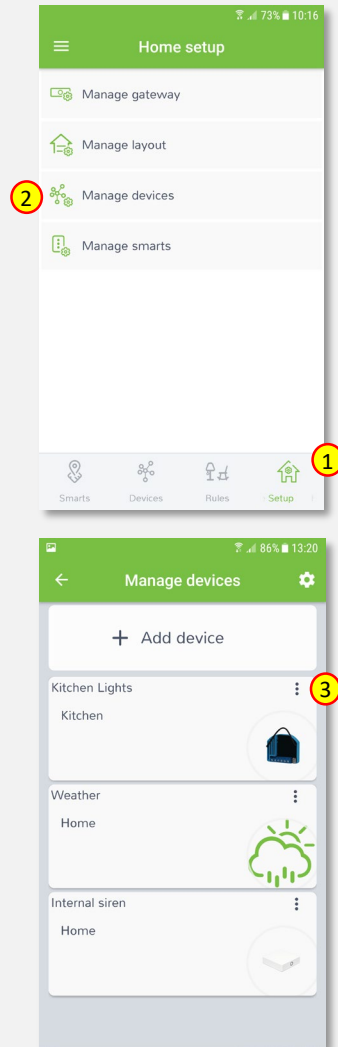 73% 10:16
Home setup
Manage gateway
Manage layout
2
Manage devices
Manage smarts
1
Smarts Devices Rules Setup
86% 13:20
Manage devices
+ Add device
Kitchen Lights
3
Kitchen
Weather
Home
Internal siren
Home